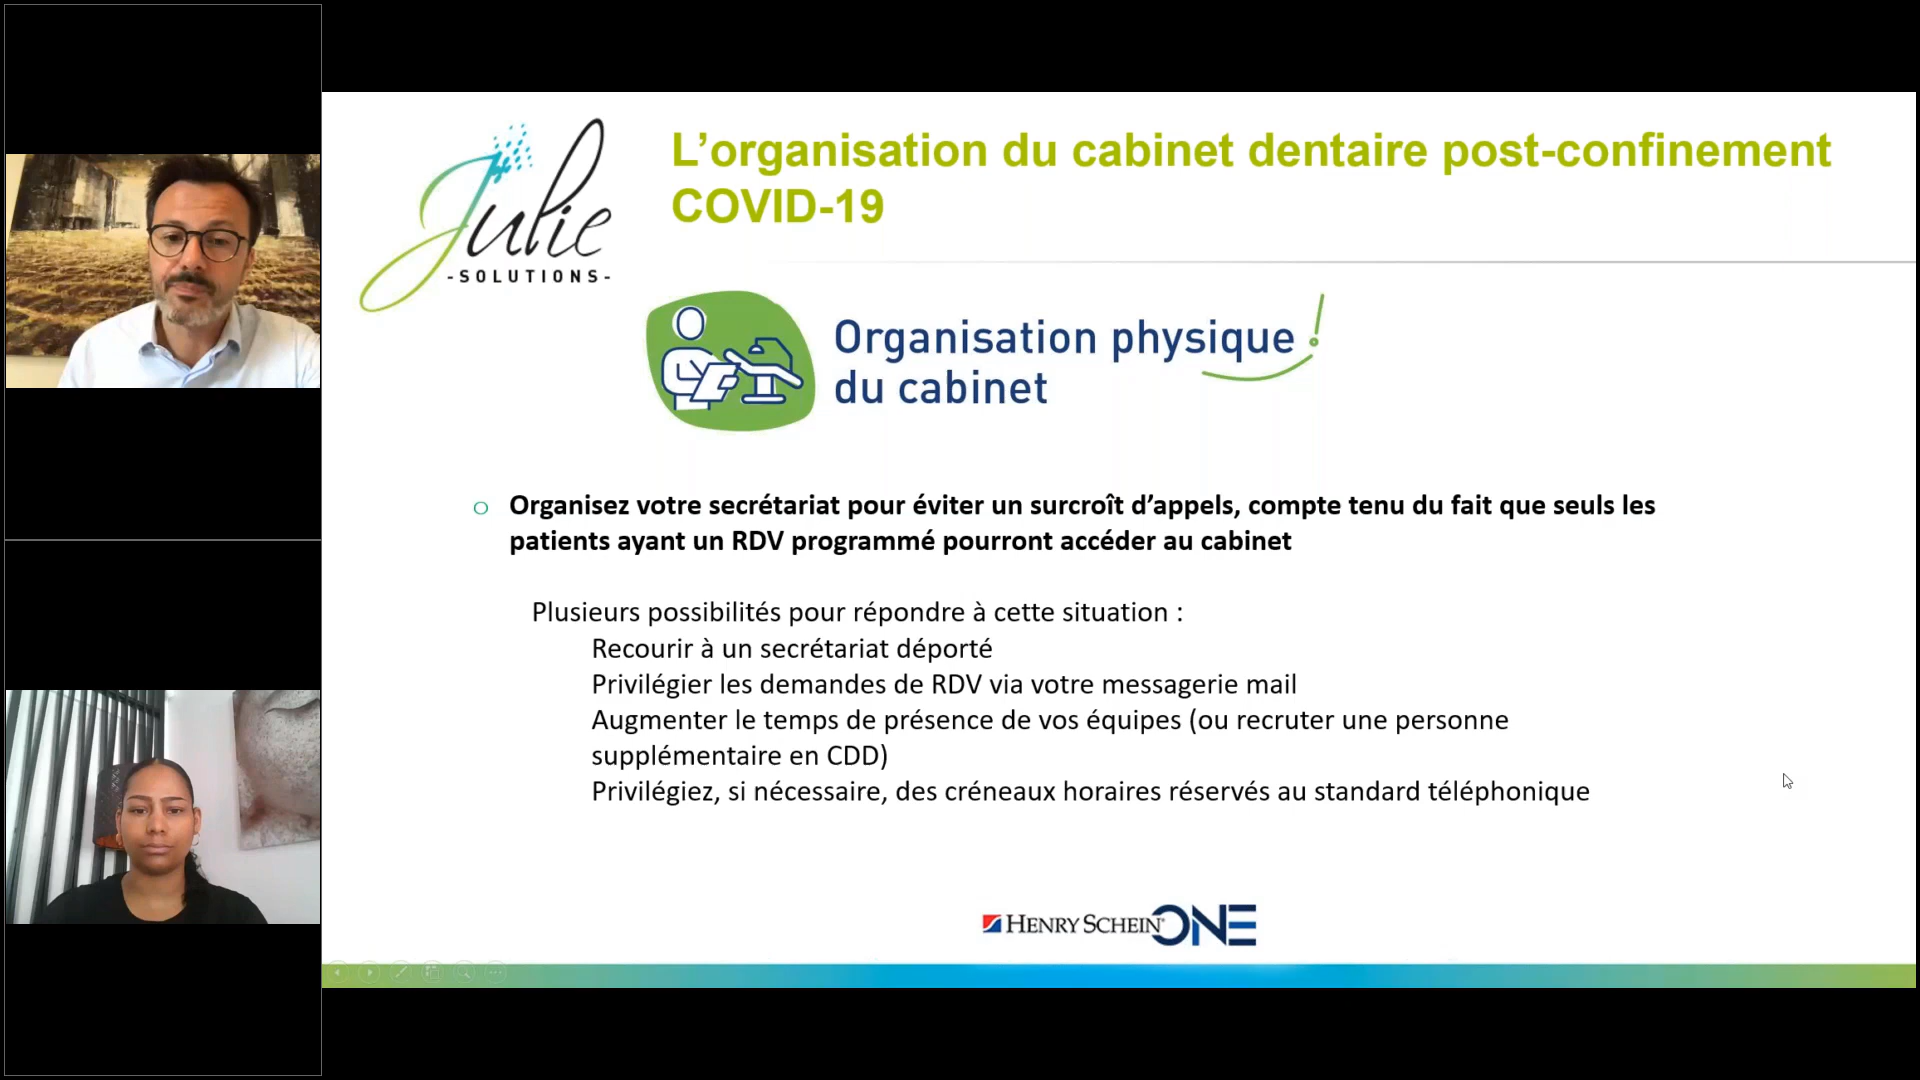 Julie
-SOLUTIONS-
L’organisation du cabinet dentaire post-confinement
COVID-19
Organisation physique !
du cabinet
o Organisez votre secrétariat pour éviter un surcroît d’appels, compte tenu du fait que seuls les
patients ayant un RDV programmé pourront accéder au cabinet
Plusieurs possibilités pour répondre à cette situation :
Recourir à un secrétariat déporté
Privilégier les demandes de RDV via votre messagerie mail
Augmenter le temps de présence de vos équipes (ou recruter une personne
supplémentaire en CDD)
Privilégiez, si nécessaire, des créneaux horaires réservés au standard téléphonique
HENRY SCHEIN® ONE